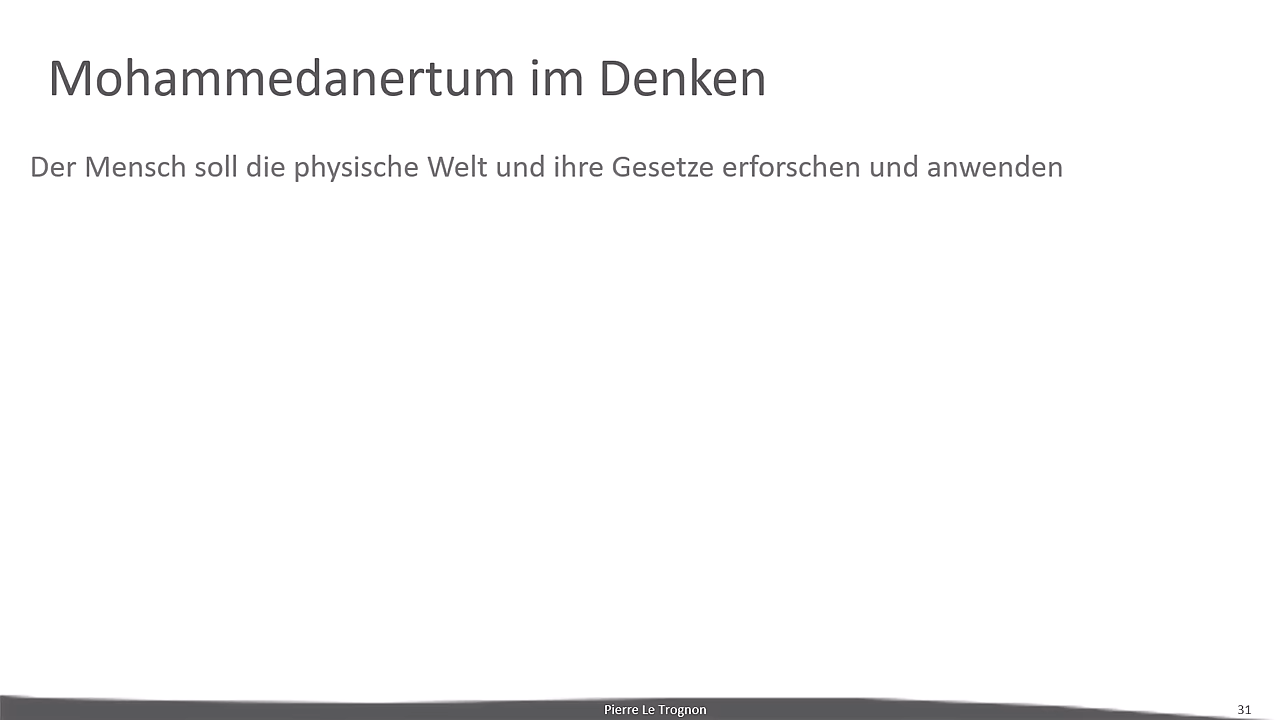 Mohammedanertum im Denken
Der Mensch soll die physische Welt und ihre Gesetze erforschen und anwenden
Pierre Le Trognon
31